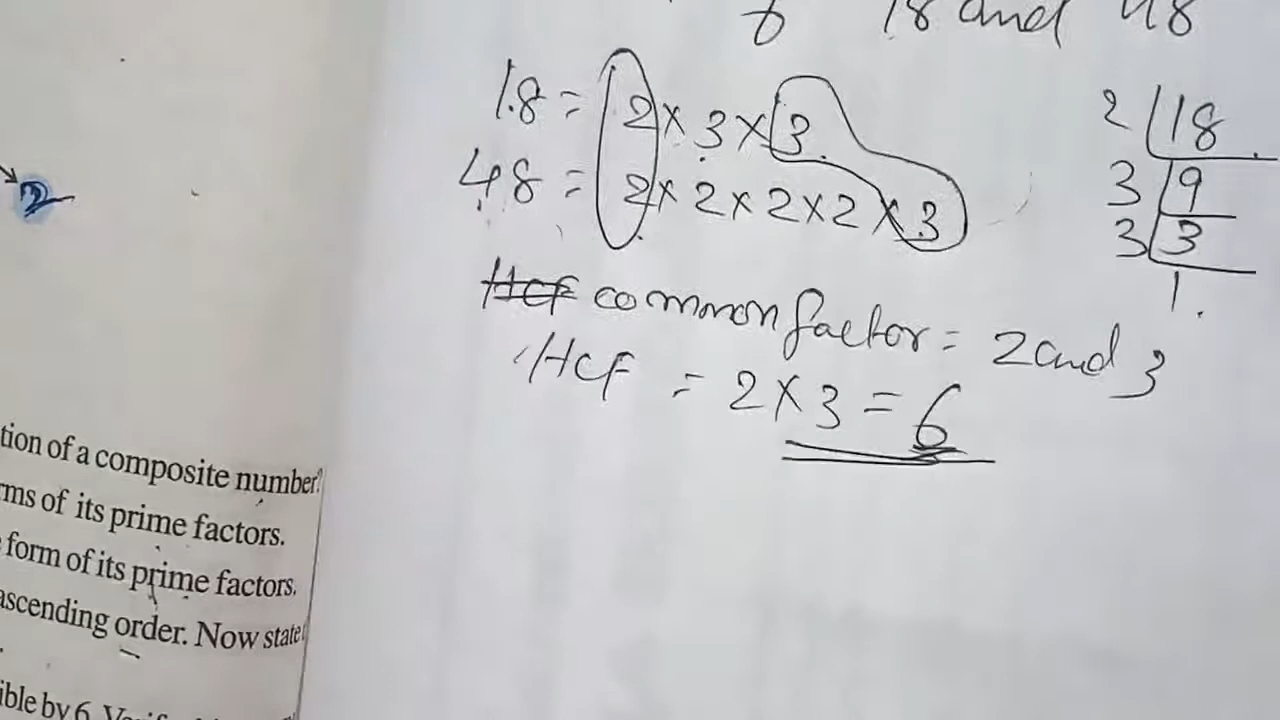 18 and 48
18 = 2 × 3 × 3
48 = 2 × 2 × 2 × 2 × 3
HCF common factor = 2 and 3
HCF = 2 × 3 = 6
2 | 18
3 | 9
3 | 3
1.
2
tion of a composite number?
rms of its prime factors.
form of its prime factors.
ascending order. Now state
ible by 6.